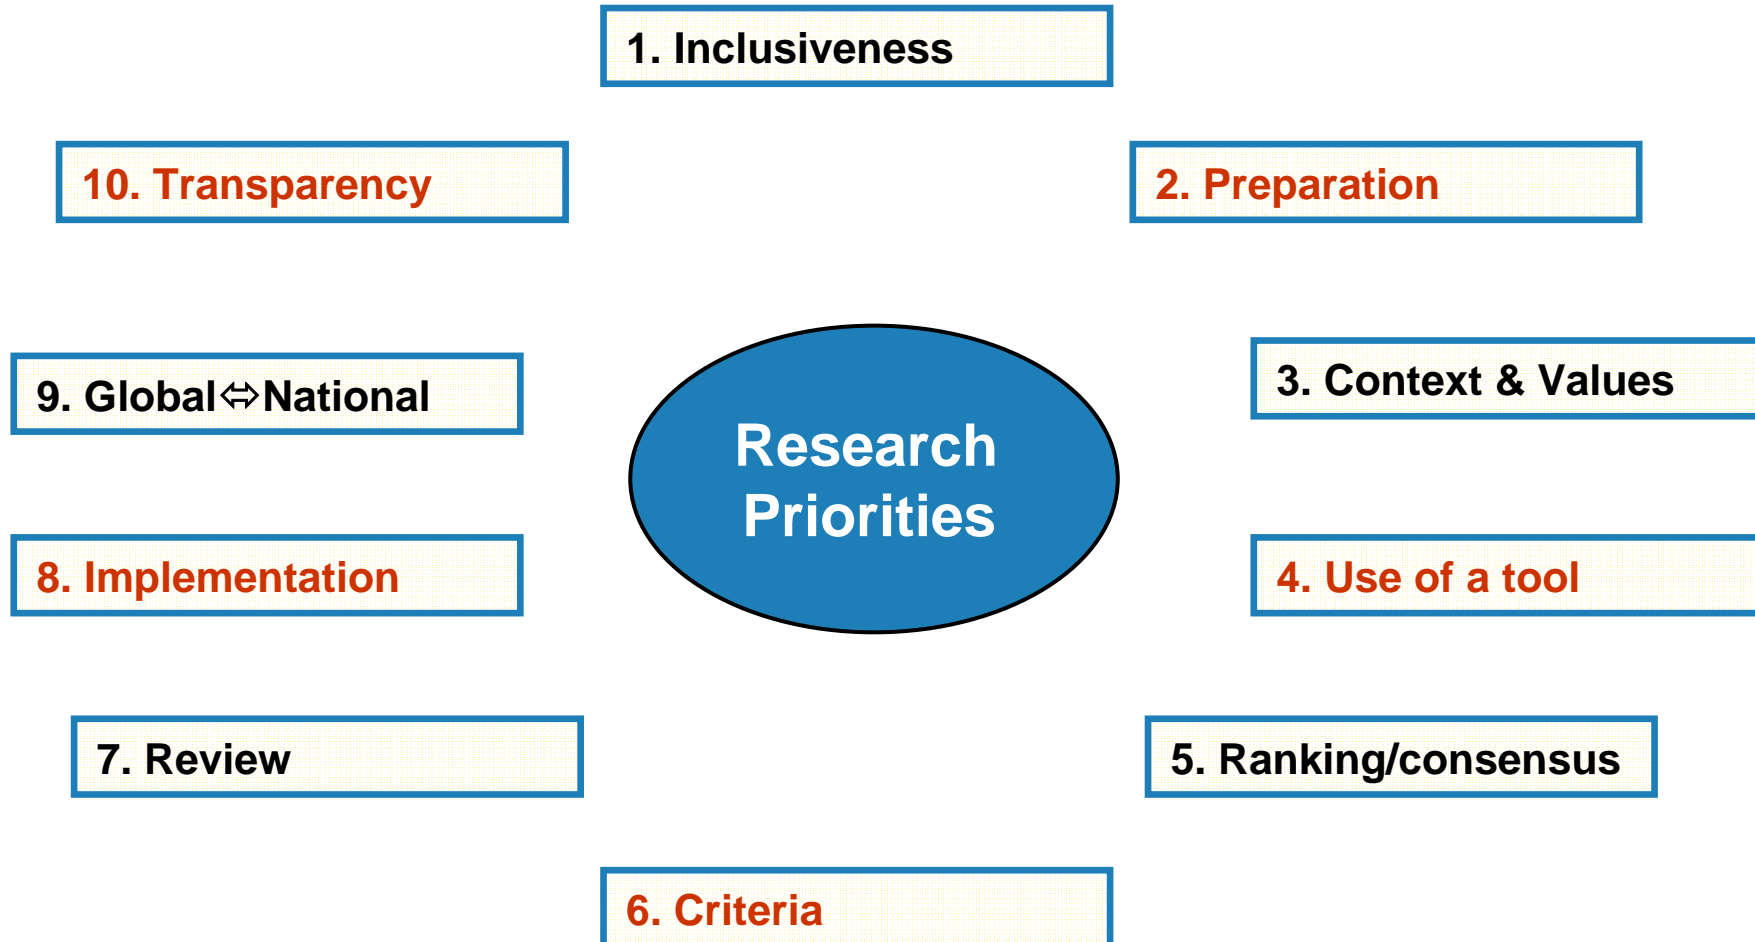 1. Inclusiveness
10. Transparency
2. Preparation
9. Global⇔National
3. Context & Values
Research
Priorities
8. Implementation
4. Use of a tool
7. Review
5. Ranking/consensus
6. Criteria